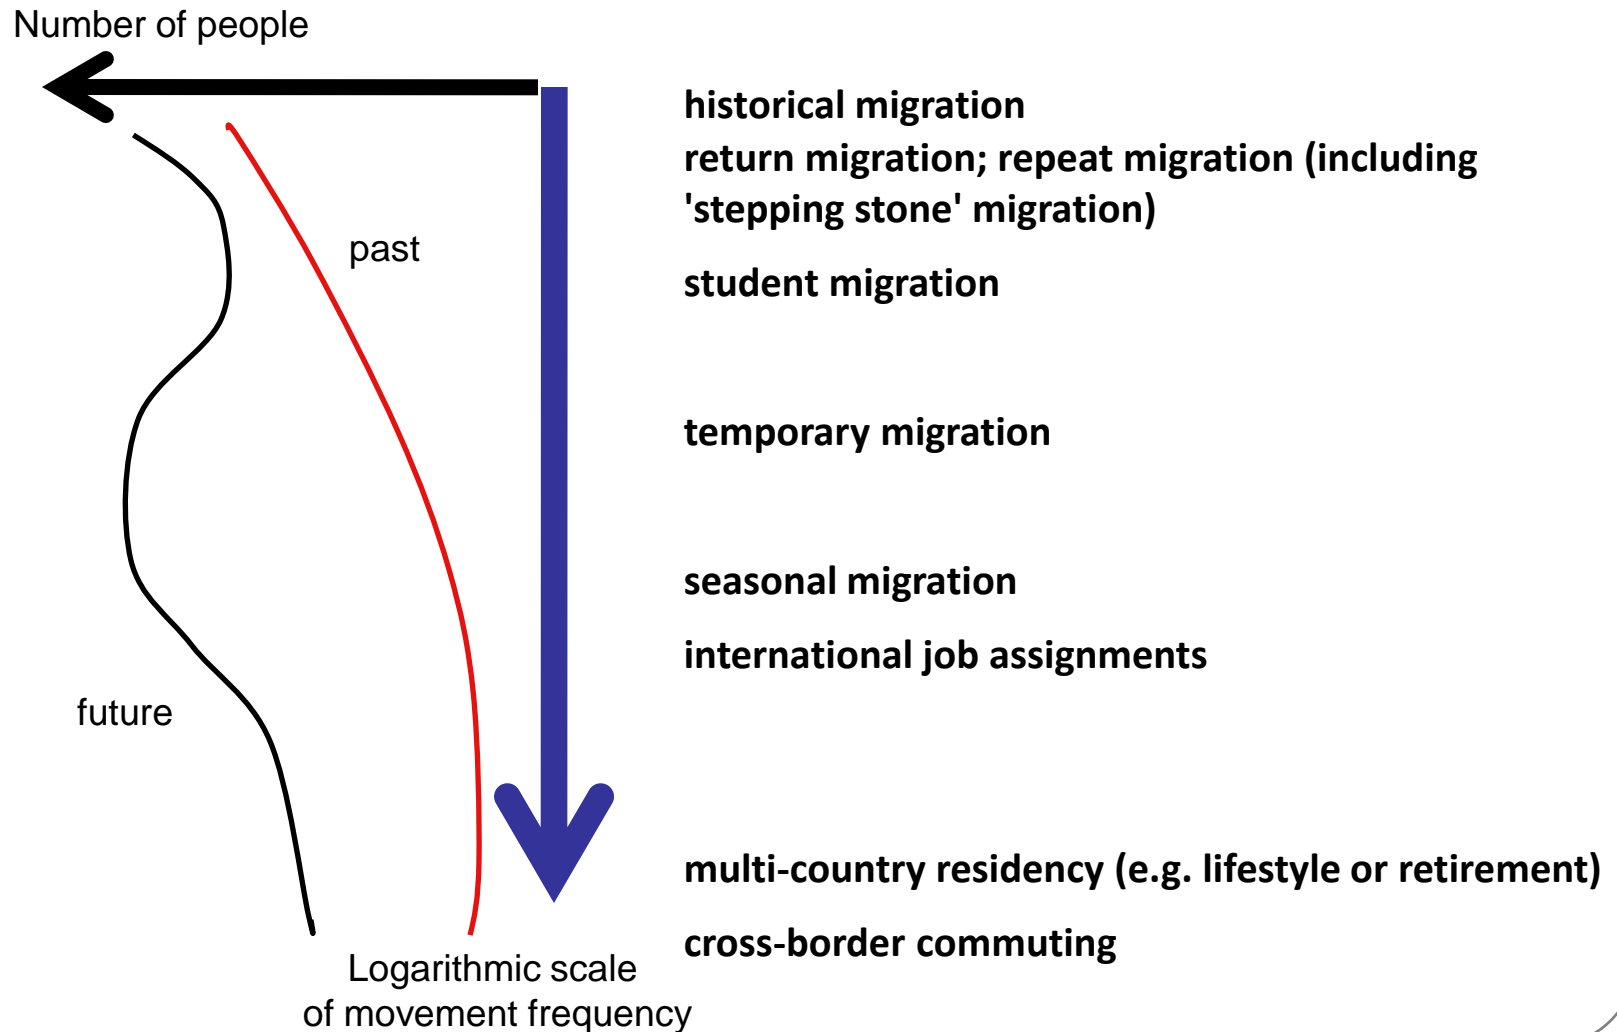 Number of people
historical migration
return migration; repeat migration (including
'stepping stone' migration)
past
student migration
temporary migration
seasonal migration
international job assignments
future
multi-country residency (e.g. lifestyle or retirement)
cross-border commuting
Logarithmic scale
of movement frequency